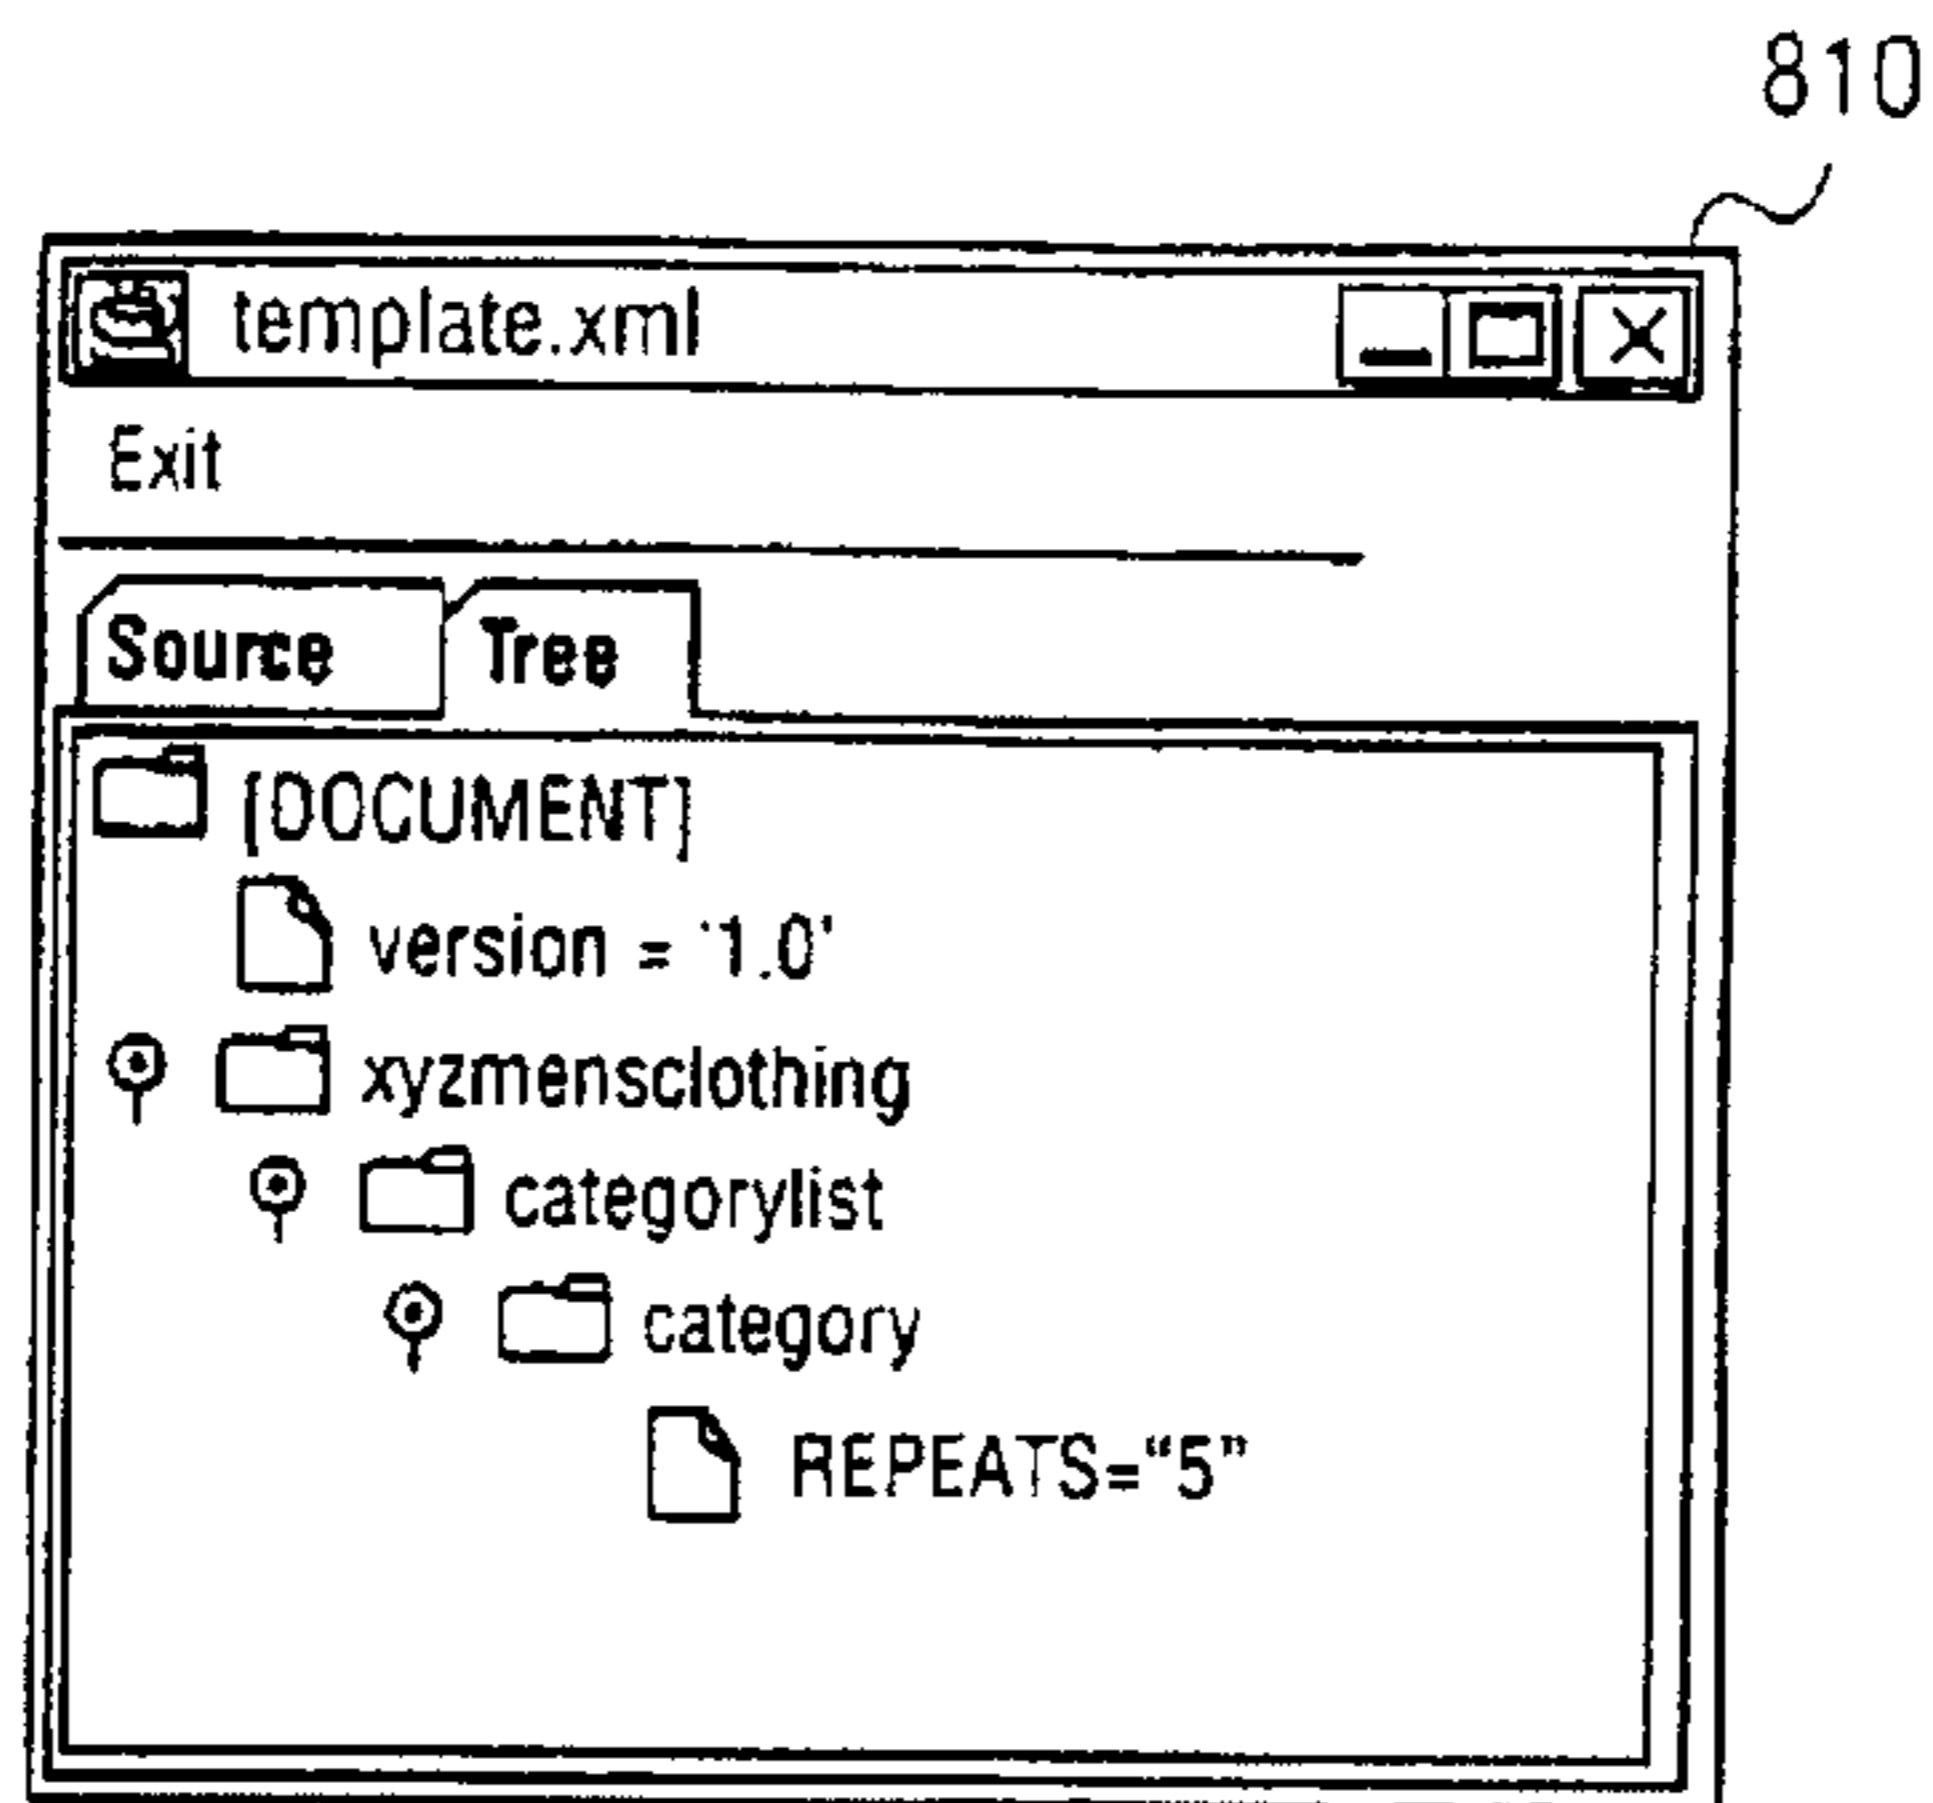 810
template.xml
Exit
Source Tree
[DOCUMENT]
version = '1.0'
xyzmensclothing
categorylist
category
REPEATS=“5”